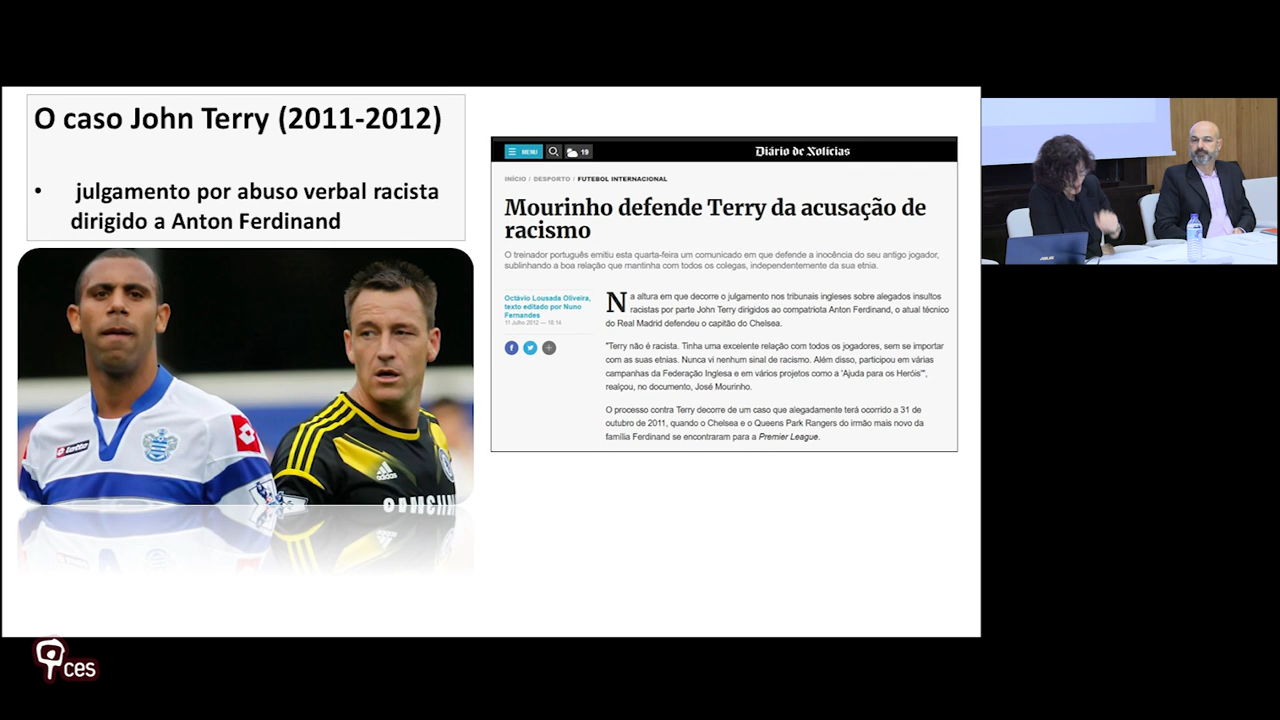 O caso John Terry (2011-2012)
• julgamento por abuso verbal racista
dirigido a Anton Ferdinand
MENU
19
Diário de Notícias
INÍCIO / DESPORTO / FUTEBOL INTERNACIONAL
Mourinho defende Terry da acusação de
racismo
O treinador português emitiu esta quarta-feira um comunicado em que defende a inocência do seu antigo jogador,
sublinhando a boa relação que mantinha com todos os colegas, independentemente da sua etnia.
Octávio Lousada Oliveira,
texto editado por Nuno
Fernandes
11 Julho 2012 — 18:14
Na altura em que decorre o julgamento nos tribunais ingleses sobre alegados insultos
racistas por parte John Terry dirigidos ao compatriota Anton Ferdinand, o atual técnico
do Real Madrid defendeu o capitão do Chelsea.
"Terry não é racista. Tinha uma excelente relação com todos os jogadores, sem se importar
com as suas etnias. Nunca vi nenhum sinal de racismo. Além disso, participou em várias
campanhas da Federação Inglesa e em vários projetos como a 'Ajuda para os Heróis'",
realçou, no documento, José Mourinho.
O processo contra Terry decorre de um caso que alegadamente terá ocorrido a 31 de
outubro de 2011, quando o Chelsea e o Queens Park Rangers do irmão mais novo da
família Ferdinand se encontraram para a Premier League.
lotto
adidas
SAMSUNG
ASUS
ces